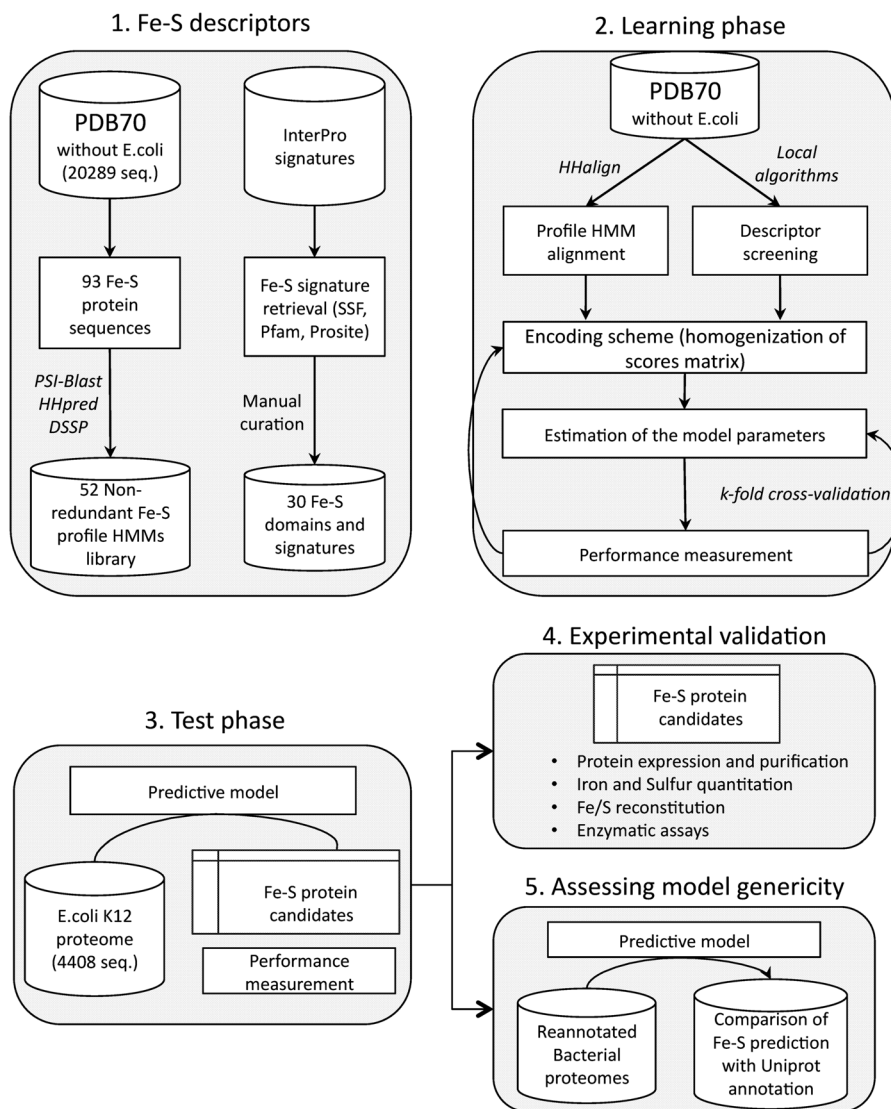 1. Fe-S descriptors
PDB70
without E.coli
(20289 seq.)
InterPro
signatures
93 Fe-S
protein
sequences
Fe-S signature
retrieval (SSF,
Pfam, Prosite)
PSI-Blast
HHpred
DSSP
Manual
curation
52 Non-
redundant Fe-S
profile HMMs
library
30 Fe-S
domains and
signatures
2. Learning phase
PDB70
without E.coli
HHalign
Local
algorithms
Profile HMM
alignment
Descriptor
screening
Encoding scheme (homogenization of
scores matrix)
Estimation of the model parameters
k-fold cross-validation
Performance measurement
3. Test phase
Predictive model
E.coli K12
proteome
(4408 seq.)
Fe-S protein
candidates
Performance
measurement
4. Experimental validation
Fe-S protein
candidates
• Protein expression and purification
• Iron and Sulfur quantitation
• Fe/S reconstitution
• Enzymatic assays
5. Assessing model genericity
Predictive model
Reannotated
Bacterial
proteomes
Comparison of
Fe-S prediction
with Uniprot
annotation